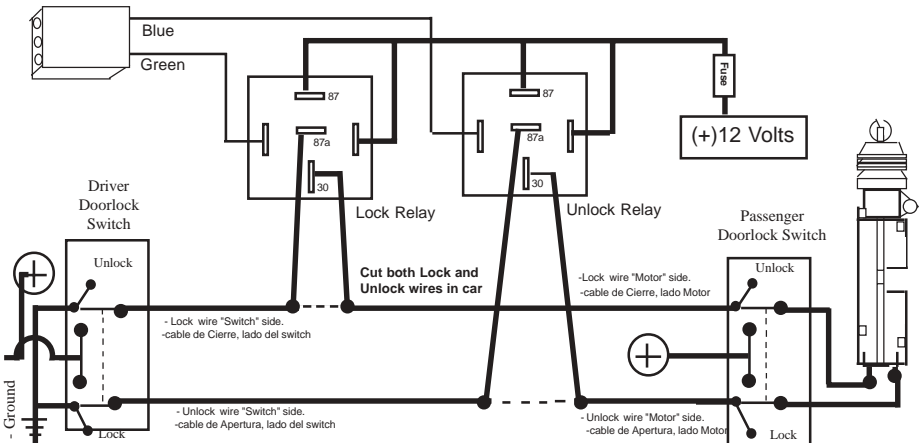 Blue
Green
Fuse
(+)12 Volts
87
87a
30
Lock Relay
87
87a
30
Unlock Relay
Driver
Doorlock
Switch
Passenger
Doorlock Switch
Unlock
Cut both Lock and
Unlock wires in car
-Lock wire "Motor" side.
-cable de Cierre, lado Motor
Unlock
- Lock wire "Switch" side.
-cable de Cierre, lado del switch
- Ground
- Unlock wire "Switch" side.
-cable de Apertura, lado del switch
Lock
- Unlock wire "Motor" side.
-cable de Apertura, lado Motor
Lock